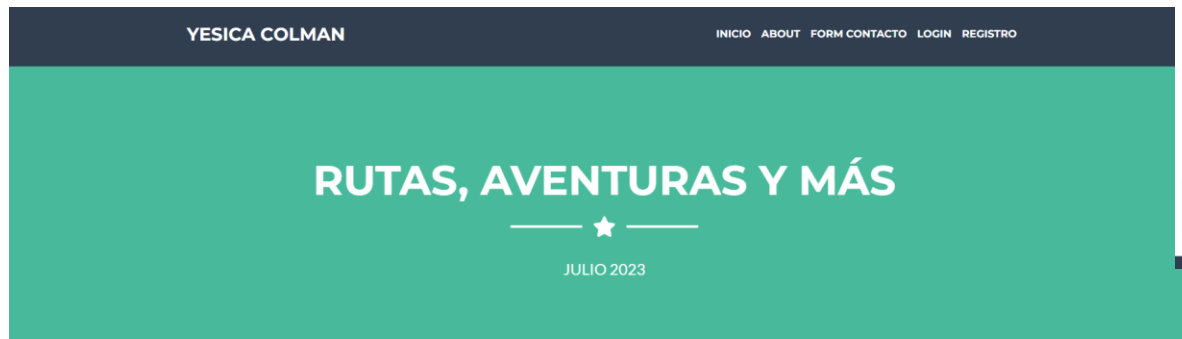 YESICA COLMAN
INICIO ABOUT FORM CONTACTO LOGIN REGISTRO
RUTAS, AVENTURAS Y MÁS
JULIO 2023